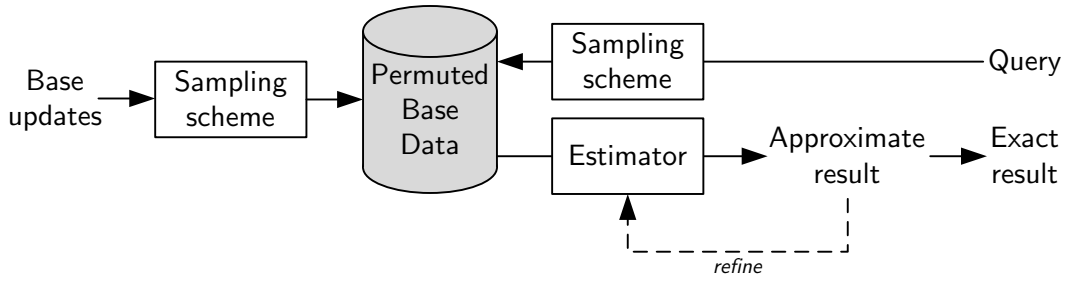 Base
updates
Sampling
scheme
Permuted
Base
Data
Sampling
scheme
Query
Estimator
Approximate
result
Exact
result
refine